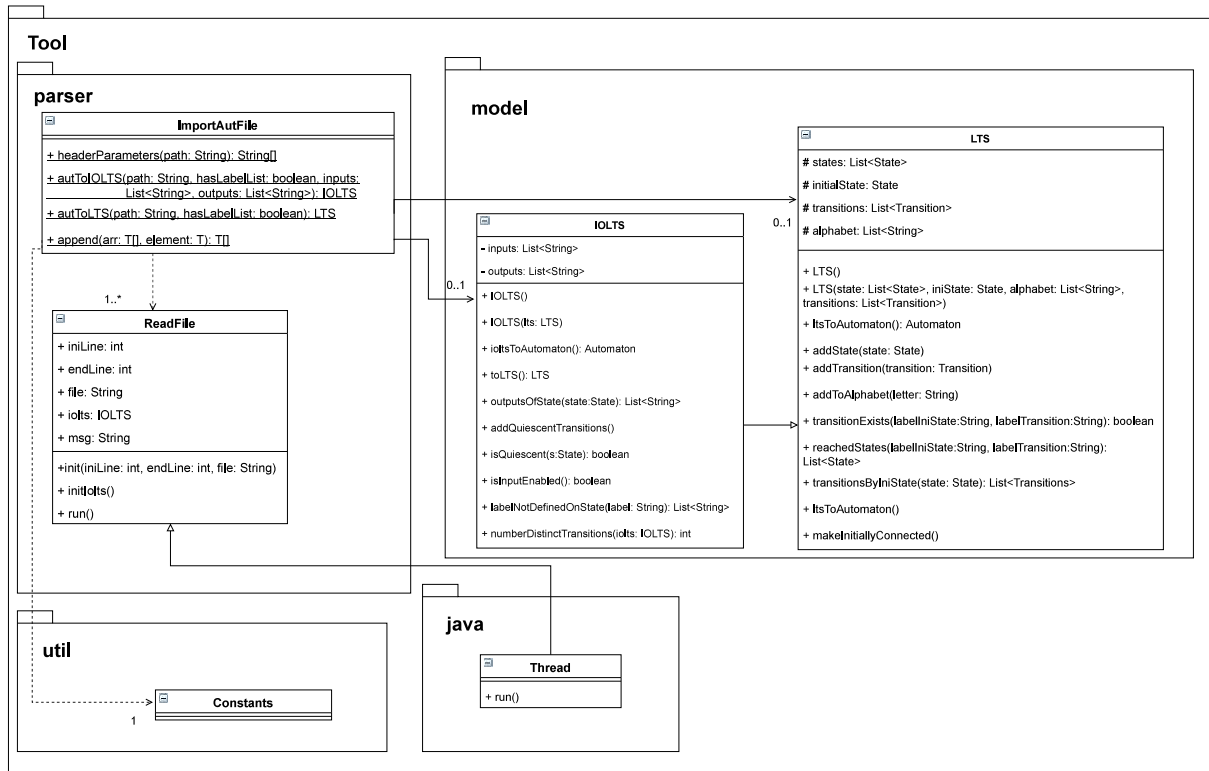 Tool
parser
ImportAutFile
+ headerParameters(path: String): String[]
+ autToIOLTS(path: String, hasLabelList: boolean, inputs:
List<String>, outputs: List<String>): IOLTS
+ autToLTS(path: String, hasLabelList: boolean): LTS
+ append(arr: T[], element: T): T[]
1..*
ReadFile
+ iniLine: int
+ endLine: int
+ file: String
+ iolts: IOLTS
+ msg: String
+init(iniLine: int, endLine: int, file: String)
+ initIolts()
+ run()
model
0..1
IOLTS
- inputs: List<String>
- outputs: List<String>
+ IOLTS()
+ IOLTS(lts: LTS)
+ ioltsToAutomaton(): Automaton
+ toLTS(): LTS
+ outputsOfState(state:State): List<String>
+ addQuiescentTransitions()
+ isQuiescent(s:State): boolean
+ isInputEnabled(): boolean
+ labelNotDefinedOnState(label: String): List<String>
+ numberDistinctTransitions(iolts: IOLTS): int
0..1
LTS
# states: List<State>
# initialState: State
# transitions: List<Transition>
# alphabet: List<String>
+ LTS()
+ LTS(state: List<State>, iniState: State, alphabet: List<String>,
transitions: List<Transition>)
+ ltsToAutomaton(): Automaton
+ addState(state: State)
+ addTransition(transition: Transition)
+ addToAlphabet(letter: String)
+ transitionExists(labelIniState:String, labelTransition:String): boolean
+ reachedStates(labelIniState:String, labelTransition:String):
List<State>
+ transitionsByIniState(state: State): List<Transitions>
+ ltsToAutomaton()
+ makeInitiallyConnected()
util
1
Constants
java
Thread
+ run()